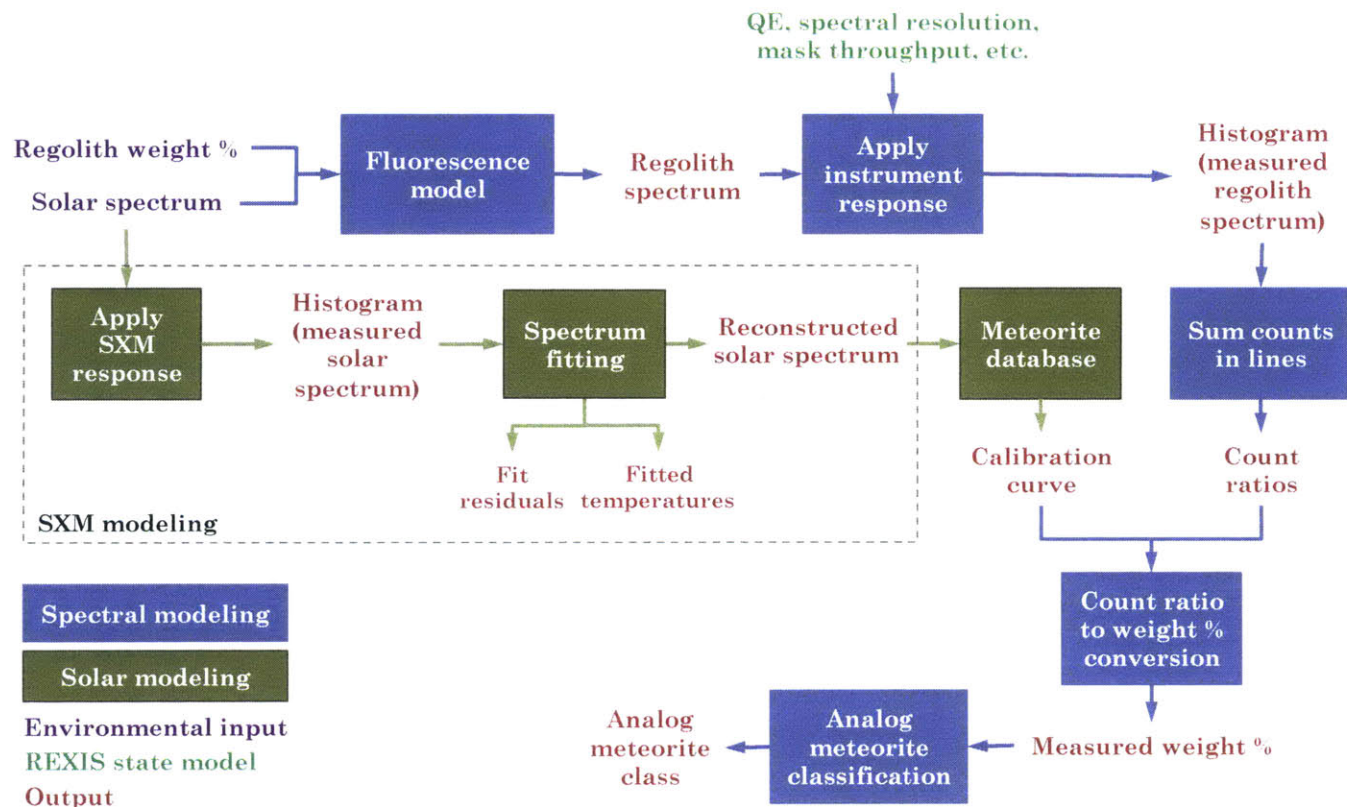 QE, spectral resolution,
mask throughput, etc.
Regolith weight %
Solar spectrum
Fluorescence
model
Regolith
spectrum
Apply
instrument
response
Histogram
(measured
regolith
spectrum)
Apply
SXM
response
Histogram
(measured
solar
spectrum)
Spectrum
fitting
Reconstructed
solar spectrum
Meteorite
database
Sum counts
in lines
Fit
residuals
Fitted
temperatures
Calibration
curve
Count
ratios
SXM modeling
Count ratio
to weight %
conversion
Spectral modeling
Solar modeling
Environmental input
REXIS state model
Output
Analog
meteorite
class
Analog
meteorite
classification
Measured weight %